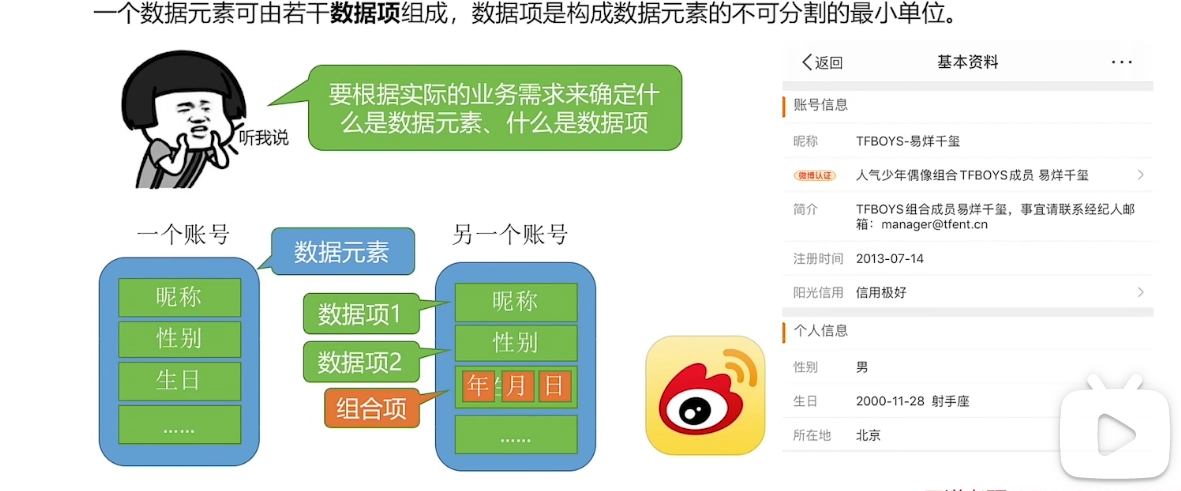 一个数据元素可由若干数据项组成，数据项是构成数据元素的不可分割的最小单位。
听我说
要根据实际的业务需求来确定什
么是数据元素、什么是数据项
一个账号
数据元素
昵称
性别
生日
......
另一个账号
数据项1
数据项2
组合项
昵称
性别
年 月 日
......
返回
基本资料
...
账号信息
昵称 TFBOYS-易烊千玺
微博认证 人气少年偶像组合TFBOYS成员 易烊千玺
简介 TFBOYS组合成员易烊千玺，事宜请联系经纪人邮
箱：manager@tfent.cn
注册时间 2013-07-14
阳光信用 信用极好
个人信息
性别 男
生日 2000-11-28 射手座
所在地 北京